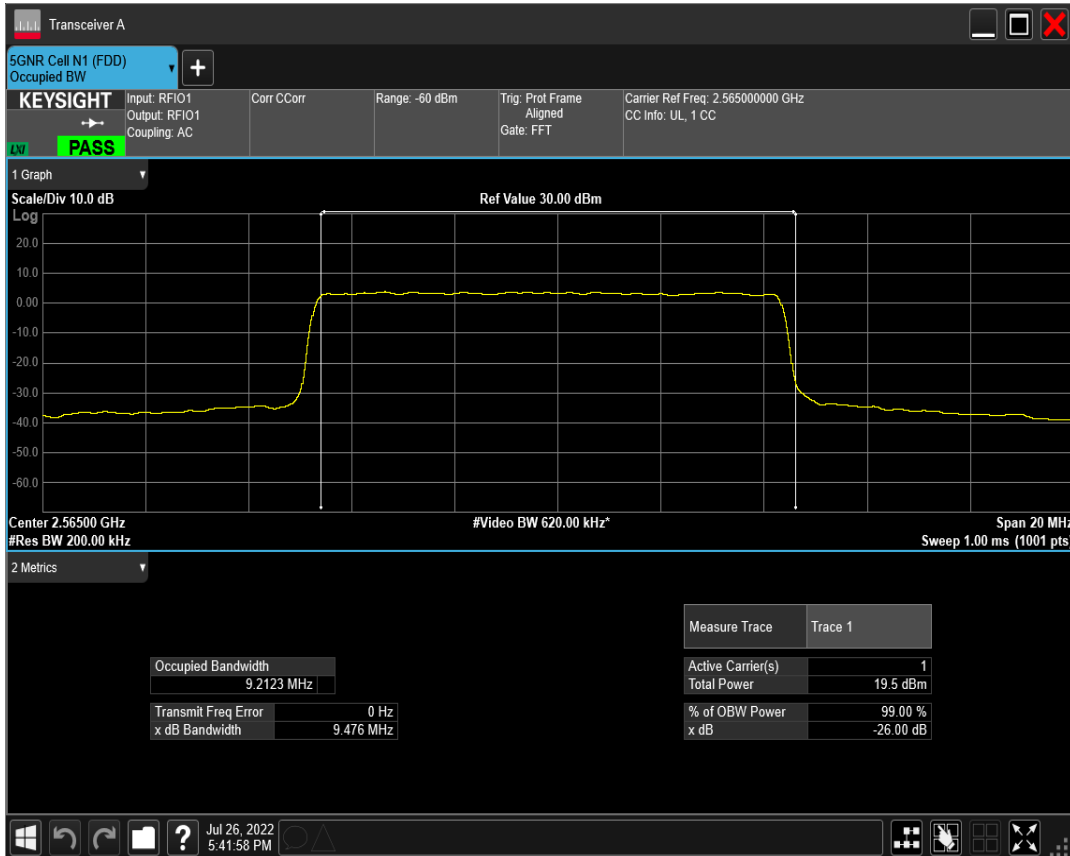 Transceiver A
5GNR Cell N1 (FDD)
Occupied BW
+
KEYSIGHT
LXI
PASS
Input: RFIO1
Output: RFIO1
Coupling: AC
Corr CCorr
Range: -60 dBm
Trig: Prot Frame
Aligned
Gate: FFT
Carrier Ref Freq: 2.565000000 GHz
CC Info: UL, 1 CC
1 Graph
Scale/Div 10.0 dB
Ref Value 30.00 dBm
Log
20.0
10.0
0.00
-10.0
-20.0
-30.0
-40.0
-50.0
-60.0
Center 2.56500 GHz
#Video BW 620.00 kHz*
Span 20 MHz
#Res BW 200.00 kHz
Sweep 1.00 ms (1001 pts)
2 Metrics
Measure Trace Trace 1
Occupied Bandwidth
9.2123 MHz
Active Carrier(s) 1
Total Power 19.5 dBm
Transmit Freq Error 0 Hz
x dB Bandwidth 9.476 MHz
% of OBW Power 99.00 %
x dB -26.00 dB
?
Jul 26, 2022
5:41:58 PM